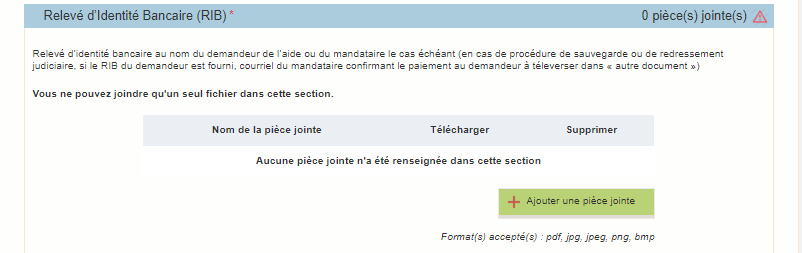 Relevé d'Identité Bancaire (RIB) * 0 pièce(s) jointe(s)
Relevé d'identité bancaire au nom du demandeur de l'aide ou du mandataire le cas échéant (en cas de procédure de sauvegarde ou de redressement
judiciaire, si le RIB du demandeur est fourni, courriel du mandataire confirmant le paiement au demandeur à téleverser dans « autre document »)
Vous ne pouvez joindre qu'un seul fichier dans cette section.
Nom de la pièce jointe Télécharger Supprimer
Aucune pièce jointe n'a été renseignée dans cette section
Ajouter une pièce jointe
Format(s) accepté(s) : pdf, jpg, jpeg, png, bmp